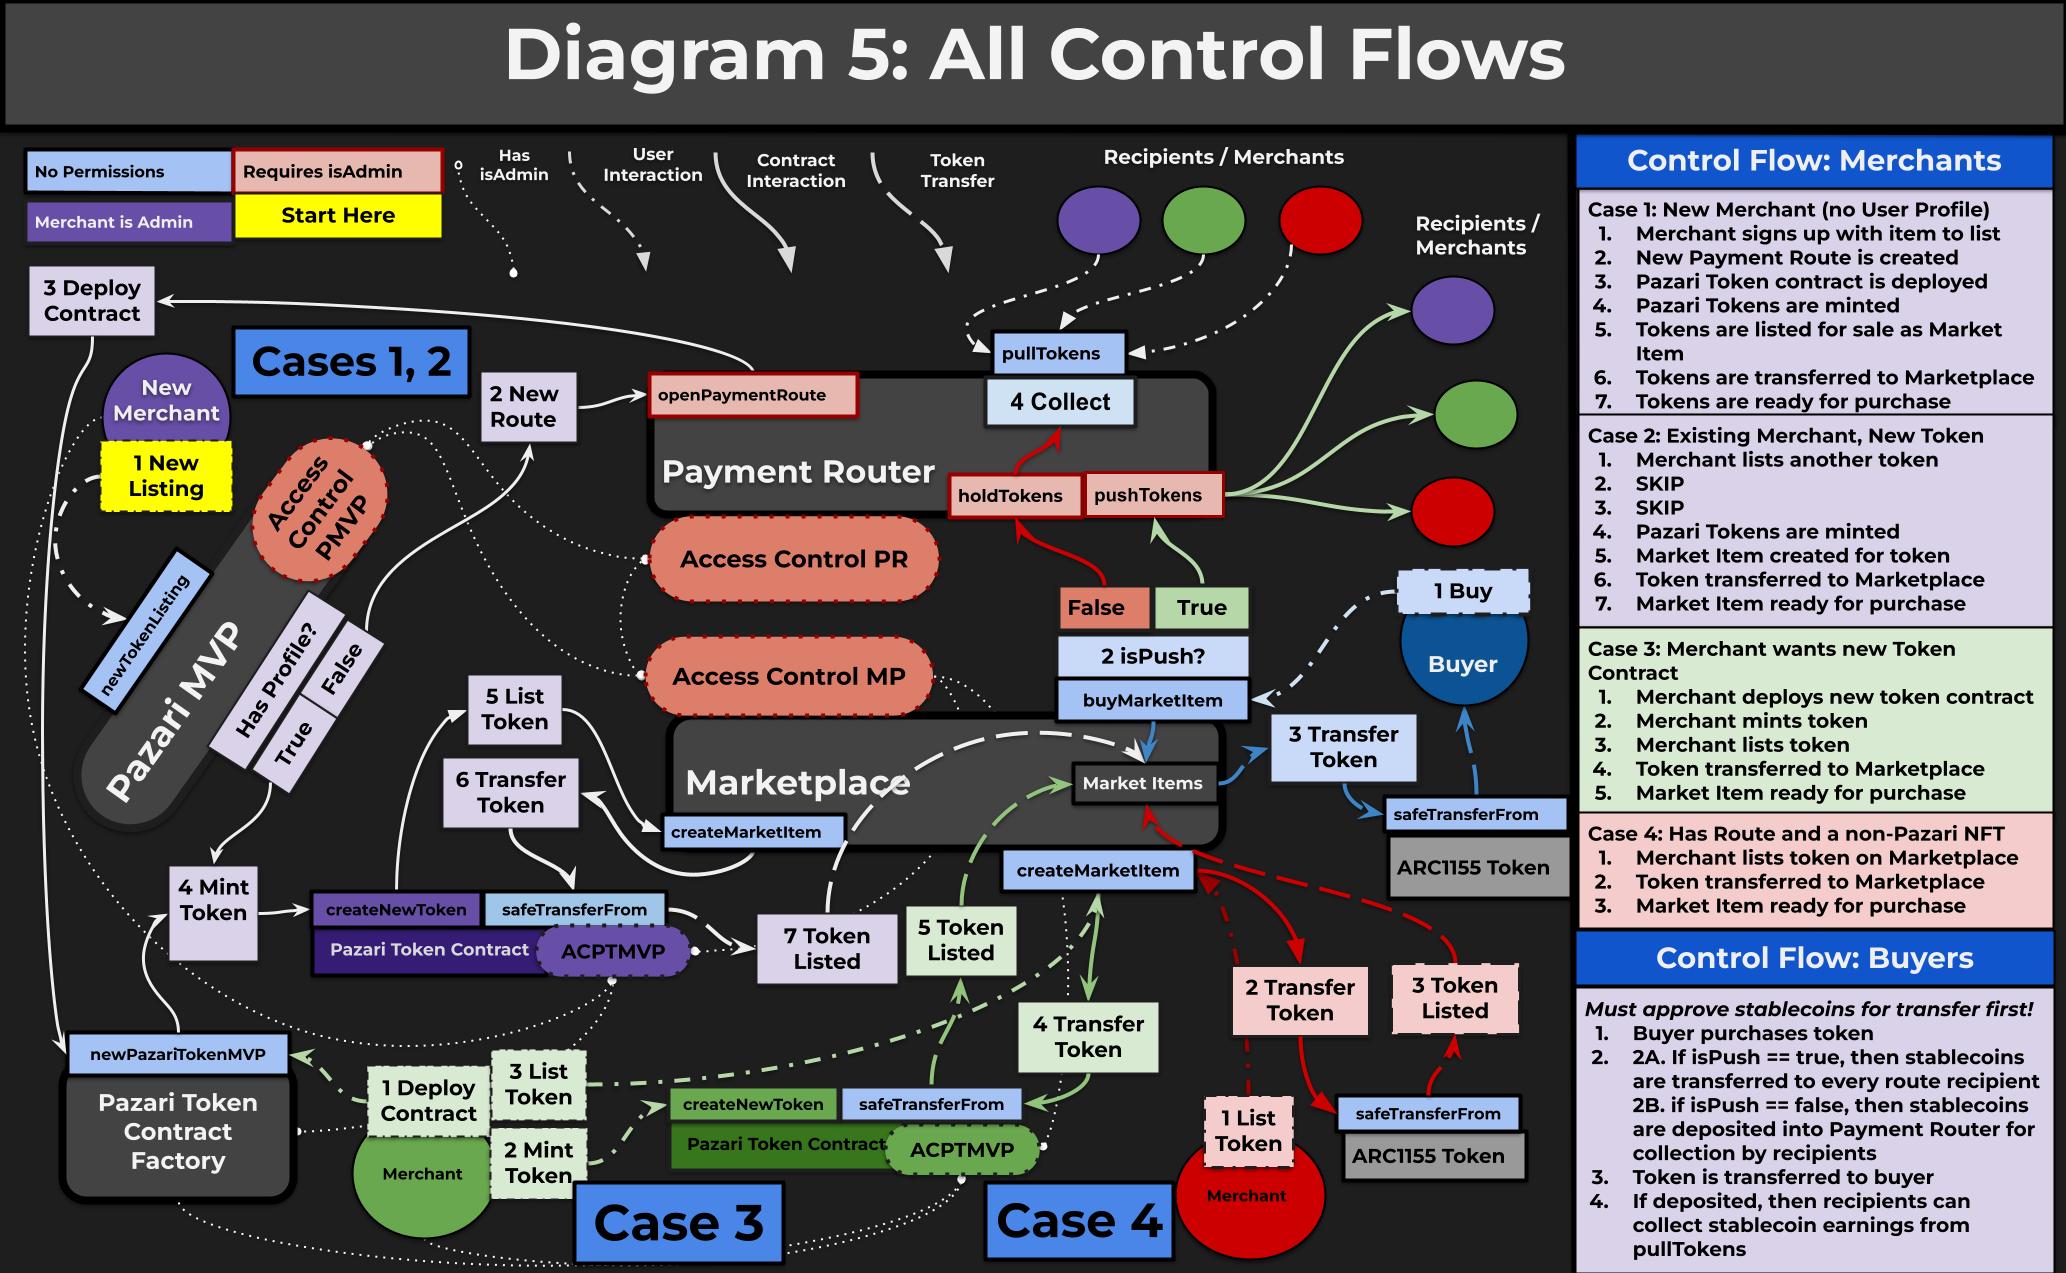 Diagram 5: All Control Flows
No Permissions
Requires isAdmin
Merchant is Admin
Start Here
Has
isAdmin
User
Interaction
Contract
Interaction
Token
Transfer
Recipients / Merchants
Recipients /
Merchants
3 Deploy
Contract
Cases 1, 2
New
Merchant
1 New
Listing
2 New
Route
openPaymentRoute
pullTokens
4 Collect
Payment Router
holdTokens
pushTokens
Access
Control
PMVP
Access Control PR
Access Control MP
newTokenListing
Pazari MVP
Has Profile?
True
False
False
True
2 isPush?
buyMarketItem
1 Buy
Buyer
5 List
Token
6 Transfer
Token
Marketplace
Market Items
createMarketItem
3 Transfer
Token
safeTransferFrom
ARC1155 Token
4 Mint
Token
createNewToken
safeTransferFrom
Pazari Token Contract
ACPTMVP
7 Token
Listed
5 Token
Listed
createMarketItem
4 Transfer
Token
2 Transfer
Token
3 Token
Listed
newPazariTokenMVP
Pazari Token
Contract
Factory
1 Deploy
Contract
3 List
Token
2 Mint
Token
Merchant
createNewToken
safeTransferFrom
Pazari Token Contract
ACPTMVP
1 List
Token
Merchant
safeTransferFrom
ARC1155 Token
Case 3
Case 4
Control Flow: Merchants
Case 1: New Merchant (no User Profile)
1. Merchant signs up with item to list
2. New Payment Route is created
3. Pazari Token contract is deployed
4. Pazari Tokens are minted
5. Tokens are listed for sale as Market
Item
6. Tokens are transferred to Marketplace
7. Tokens are ready for purchase
Case 2: Existing Merchant, New Token
1. Merchant lists another token
2. SKIP
3. SKIP
4. Pazari Tokens are minted
5. Market Item created for token
6. Token transferred to Marketplace
7. Market Item ready for purchase
Case 3: Merchant wants new Token
Contract
1. Merchant deploys new token contract
2. Merchant mints token
3. Merchant lists token
4. Token transferred to Marketplace
5. Market Item ready for purchase
Case 4: Has Route and a non-Pazari NFT
1. Merchant lists token on Marketplace
2. Token transferred to Marketplace
3. Market Item ready for purchase
Control Flow: Buyers
Must approve stablecoins for transfer first!
1. Buyer purchases token
2. 2A. If isPush == true, then stablecoins
are transferred to every route recipient
2B. if isPush == false, then stablecoins
are deposited into Payment Router for
collection by recipients
3. Token is transferred to buyer
4. If deposited, then recipients can
collect stablecoin earnings from
pullTokens